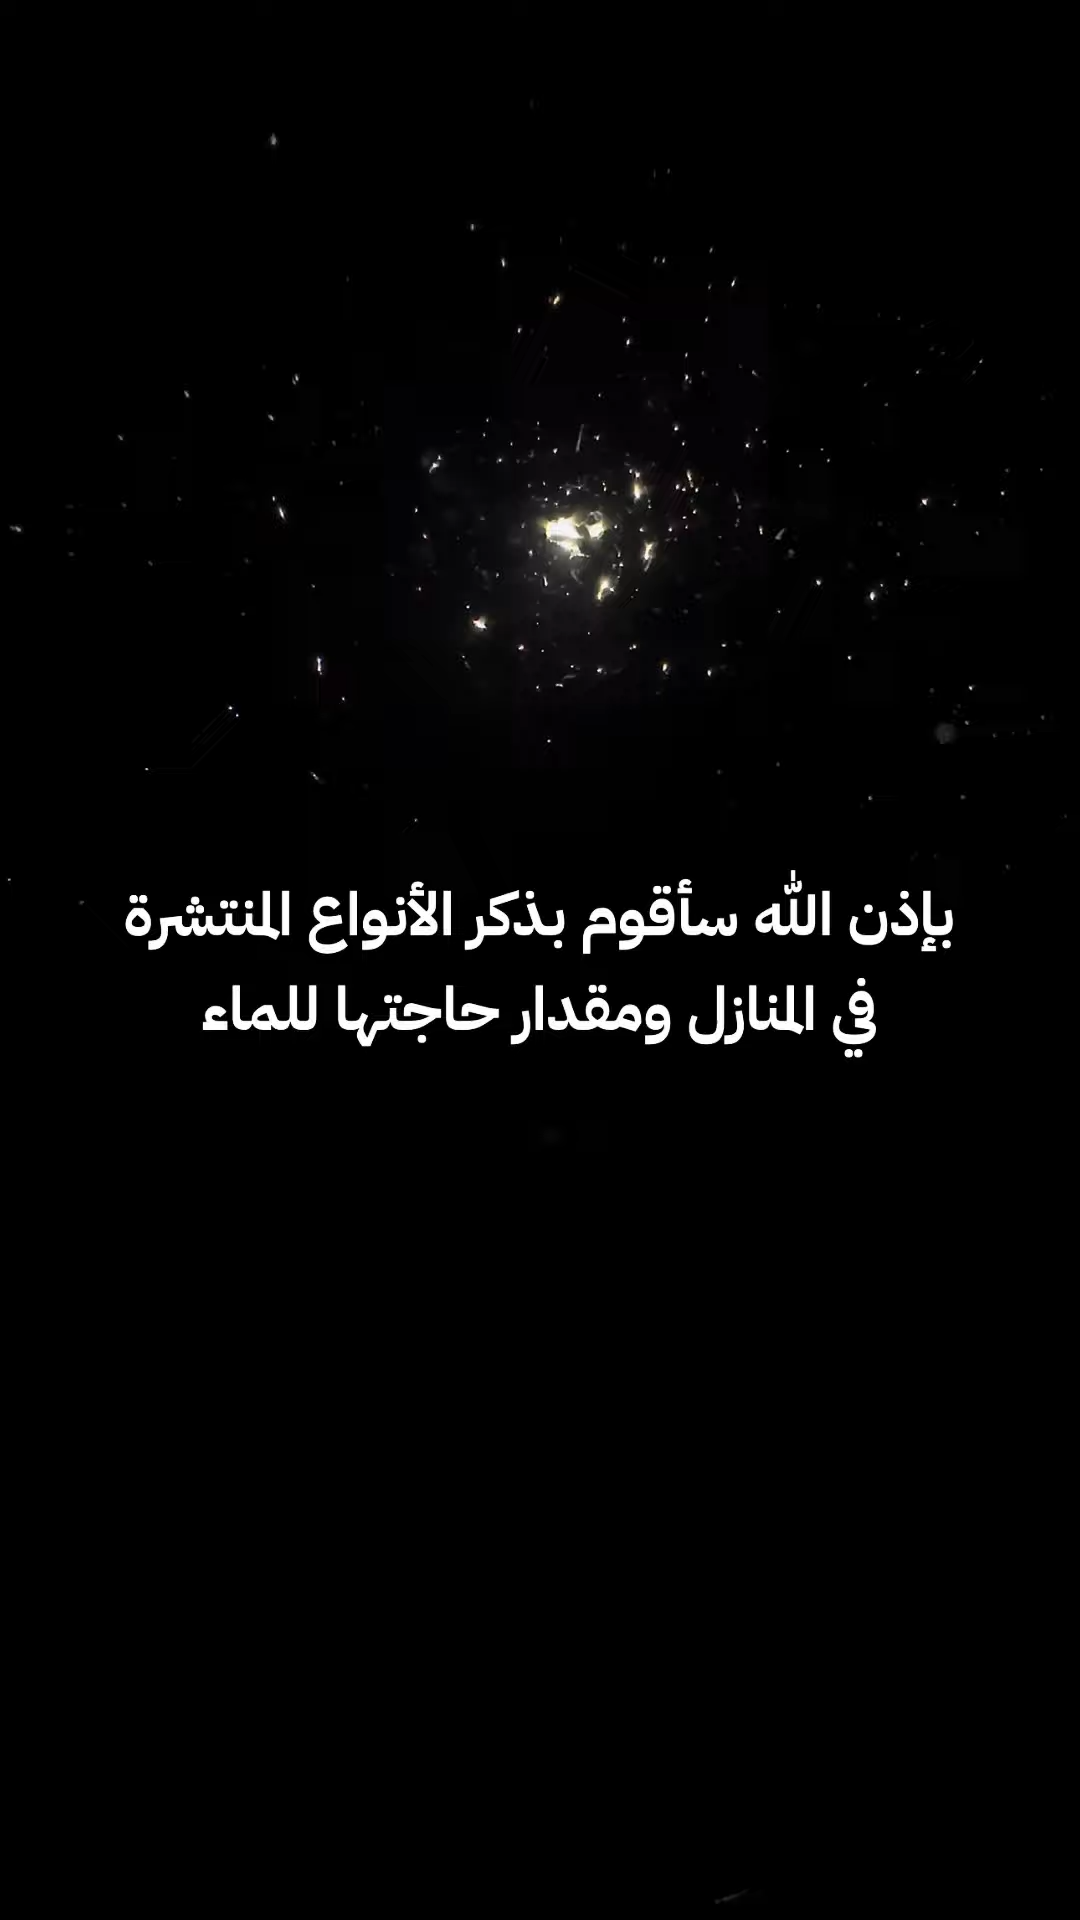 بإذن الله سأقوم بذكر الأنواع المنتشرة
في المنازل ومقدار حاجتها للماء